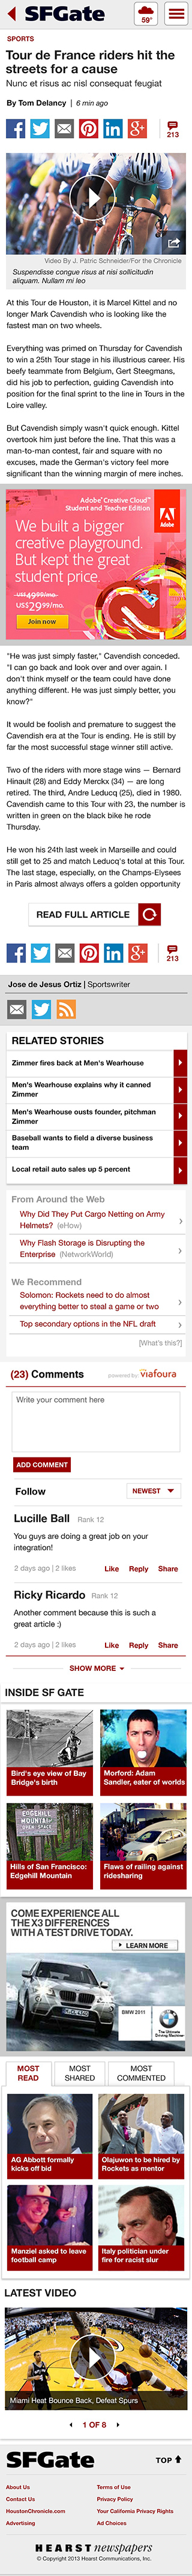 SFGate
59°
SPORTS
Tour de France riders hit the
streets for a cause
Nunc et risus ac nisl consequat feugiat
By Tom Delancy | 6 min ago
213
Video By J. Patric Schneider/For the Chronicle
Suspendisse congue risus at nisi sollicitudin
aliquam. Nullam mi leo
At this Tour de Houston, it is Marcel Kittel and no
longer Mark Cavendish who is looking like the
fastest man on two wheels.
Everything was primed on Thursday for Cavendish
to win a 25th Tour stage in his illustrious career. His
beefy teammate from Belgium, Gert Steegmans,
did his job to perfection, guiding Cavendish into
position for the final sprint to the line in Tours in the
Loire valley.
But Cavendish simply wasn't quick enough. Kittel
overtook him just before the line. That this was a
man-to-man contest, fair and square with no
excuses, made the German's victory feel more
significant than the winning margin of mere inches.
Adobe® Creative Cloud™
Student and Teacher Edition
Adobe
We built a bigger
creative playground.
But kept the great
student price.
US$49.99/mo.
US$29.99/mo.
Join now
"He was just simply faster," Cavendish conceded.
"I can go back and look over and over again. I
don't think myself or the team could have done
anything different. He was just simply better, you
know?"
It would be foolish and premature to suggest the
Cavendish era at the Tour is ending. He is still by
far the most successful stage winner still active.
Two of the riders with more stage wins — Bernard
Hinault (28) and Eddy Merckx (34) — are long
retired. The third, Andre Leducq (25), died in 1980.
Cavendish came to this Tour with 23, the number is
written in green on the black bike he rode
Thursday.
He won his 24th last week in Marseille and could
still get to 25 and match Leducq's total at this Tour.
The last stage, especially, on the Champs-Elysees
in Paris almost always offers a golden opportunity
READ FULL ARTICLE
213
Jose de Jesus Ortiz | Sportswriter
RELATED STORIES
Zimmer fires back at Men's Wearhouse
Men's Wearhouse explains why it canned
Zimmer
Men's Wearhouse ousts founder, pitchman
Zimmer
Baseball wants to field a diverse business
team
Local retail auto sales up 5 percent
From Around the Web
Why Did They Put Cargo Netting on Army
Helmets? (eHow)
Why Flash Storage is Disrupting the
Enterprise (NetworkWorld)
We Recommend
Solomon: Rockets need to do almost
everything better to steal a game or two
Top secondary options in the NFL draft
[What's this?]
(23) Comments
powered by viafoura
Write your comment here
ADD COMMENT
Follow
NEWEST
Lucille Ball Rank 12
You guys are doing a great job on your
integration!
2 days ago | 2 likes Like Reply Share
Ricky Ricardo Rank 12
Another comment because this is such a
great article :)
2 days ago | 2 likes Like Reply Share
SHOW MORE
INSIDE SF GATE
Bird's eye view of Bay
Bridge's birth
Morford: Adam
Sandler, eater of worlds
EDGEHILL
MOUNTAIN
OPEN SPACE
Hills of San Francisco:
Edgehill Mountain
Flaws of railing against
ridesharing
COME EXPERIENCE ALL
THE X3 DIFFERENCES
WITH A TEST DRIVE TODAY.
LEARN MORE
BMW 2011
The Ultimate
Driving Machine
MOST
READ
MOST
SHARED
MOST
COMMENTED
AG Abbott formally
kicks off bid
Olajuwon to be hired by
Rockets as mentor
Manziel asked to leave
football camp
Italy politician under
fire for racist slur
LATEST VIDEO
Miami Heat Bounce Back, Defeat Spurs
1 OF 8
SFGate
TOP
About Us
Terms of Use
Contact Us
Privacy Policy
HoustonChronicle.com
Your California Privacy Rights
Advertising
Ad Choices
HEARST newspapers
© Copyright 2013 Hearst Communications, Inc.